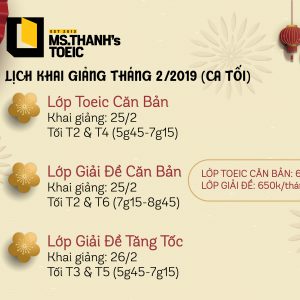 EST 2013
MS.THANH's
TOEIC
LỊCH KHAI GIẢNG THÁNG 2/2019 (CA TỐI)
Lớp Toeic Căn Bản
Khai giảng: 25/2
Tối T2 & T4 (5g45-7g15)
Lớp Giải Đề Căn Bản
Khai giảng: 25/2
Tối T2 & T6 (7g15-8g45)
LỚP TOEIC CĂN BẢN: 6
LỚP GIẢI ĐỀ: 650k/thán
Lớp Giải Đề Tăng Tốc
Khai giảng: 26/2
Tối T3 & T5 (5g45-7g15)